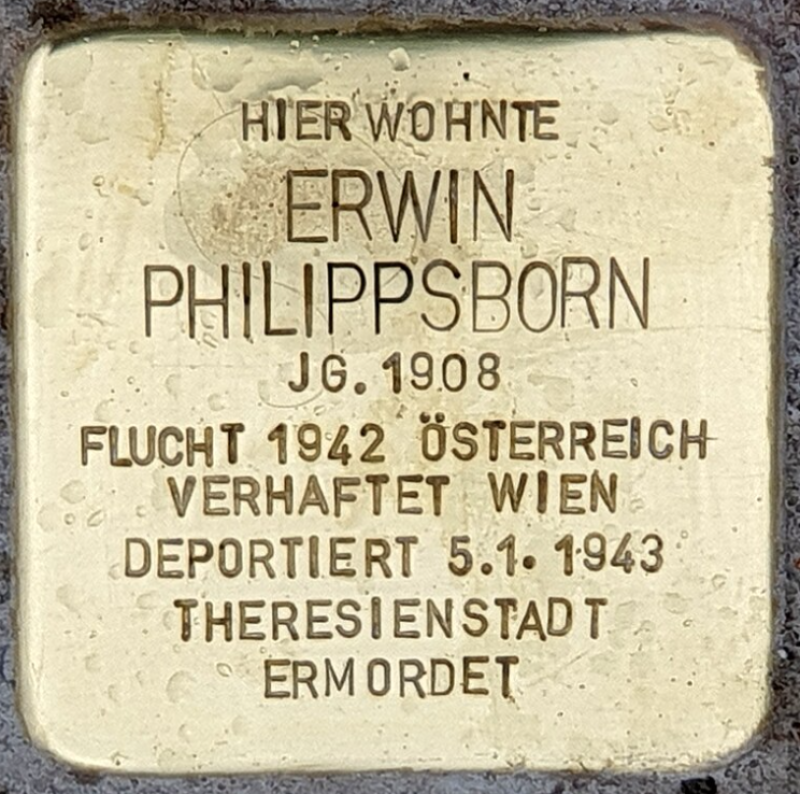 HIER WOHNTE
ERWIN
PHILIPPSBORN
JG. 1908
FLUCHT 1942 ÖSTERREICH
VERHAFTET WIEN
DEPORTIERT 5.1. 1943
THERESIENSTADT
ERMORDET